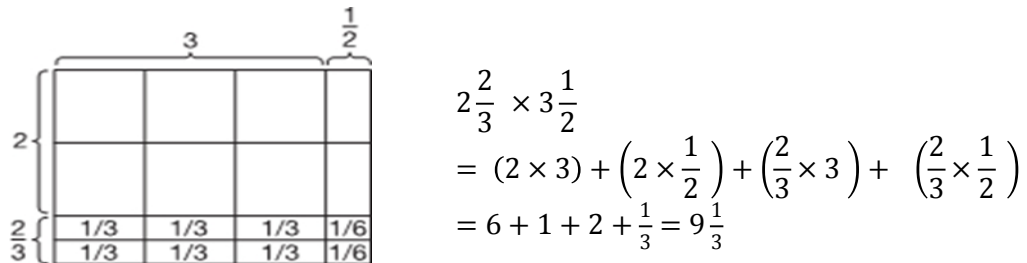 3 1/2
2
2/3 1/3 1/3 1/3 1/6
1/3 1/3 1/3 1/6
2 2/3 × 3 1/2
= (2 × 3) + (2 × 1/2) + (2/3 × 3) + (2/3 × 1/2)
= 6 + 1 + 2 + 1/3 = 9 1/3